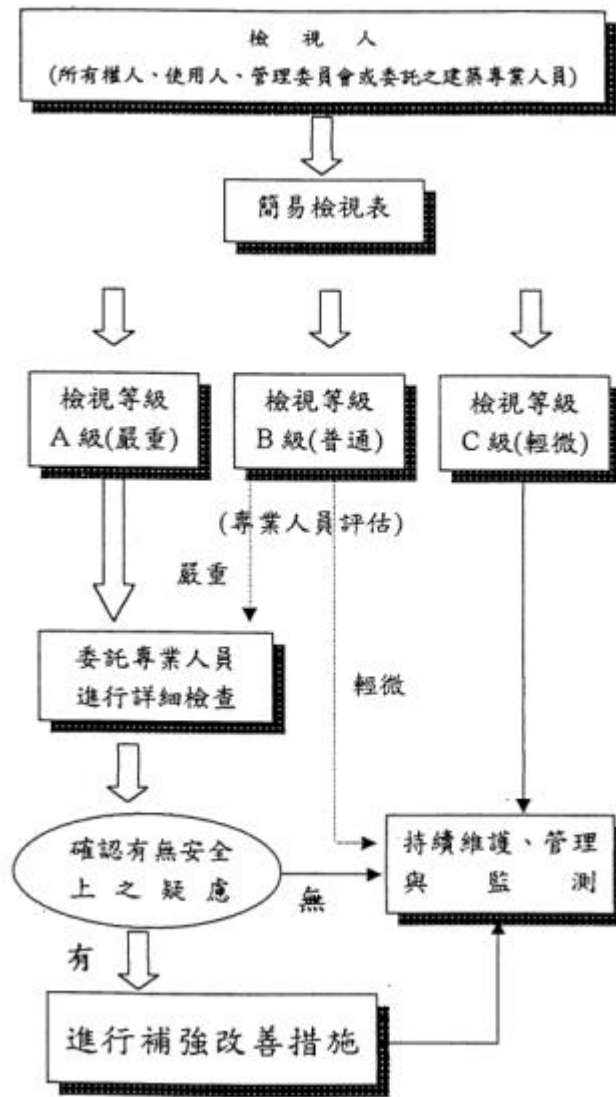 檢視人
(所有權人、使用人、管理委員會或委託之建築專業人員)
簡易檢視表
檢視等級
A級(嚴重)
檢視等級
B級(普通)
檢視等級
C級(輕微)
(專業人員評估)
嚴重
委託專業人員
進行詳細檢查
輕微
確認有無安全
上之疑慮
無
持續維護、管理
與監測
有
進行補強改善措施